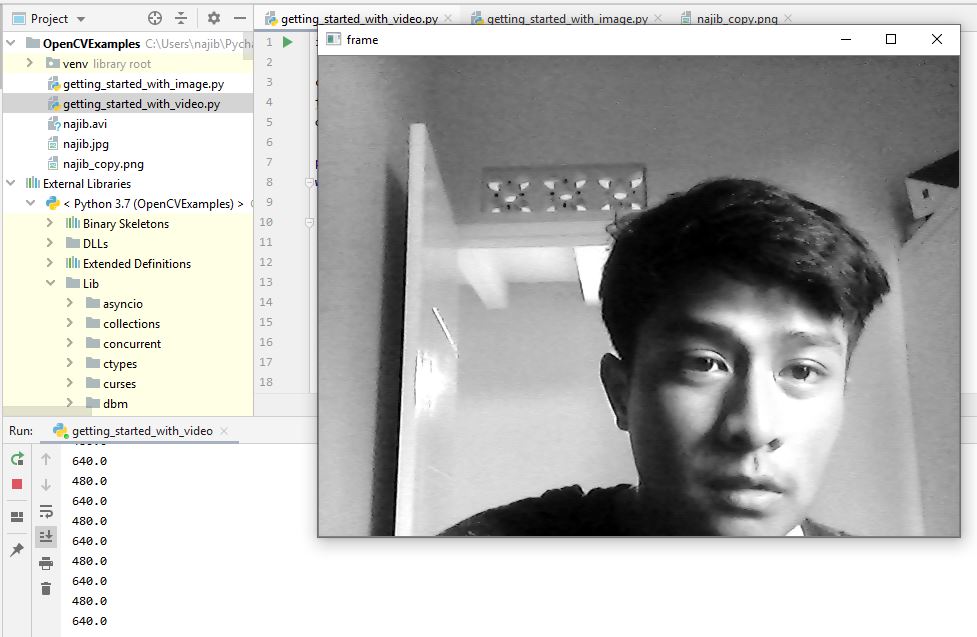 Project
getting_started_with_video.py
getting_started_with_image.py
najib_copy.png
frame
OpenCVExamples C:\Users\najib\Pycha
venv library root
getting_started_with_image.py
getting_started_with_video.py
najib.avi
najib.jpg
najib_copy.png
External Libraries
< Python 3.7 (OpenCVExamples) >
Binary Skeletons
DLLs
Extended Definitions
Lib
asyncio
collections
concurrent
ctypes
curses
dbm
1
2
3
4
5
6
7
8
9
10
11
12
13
14
15
16
17
18
Run: getting_started_with_video
480.0
640.0
480.0
640.0
480.0
640.0
480.0
640.0
480.0
640.0